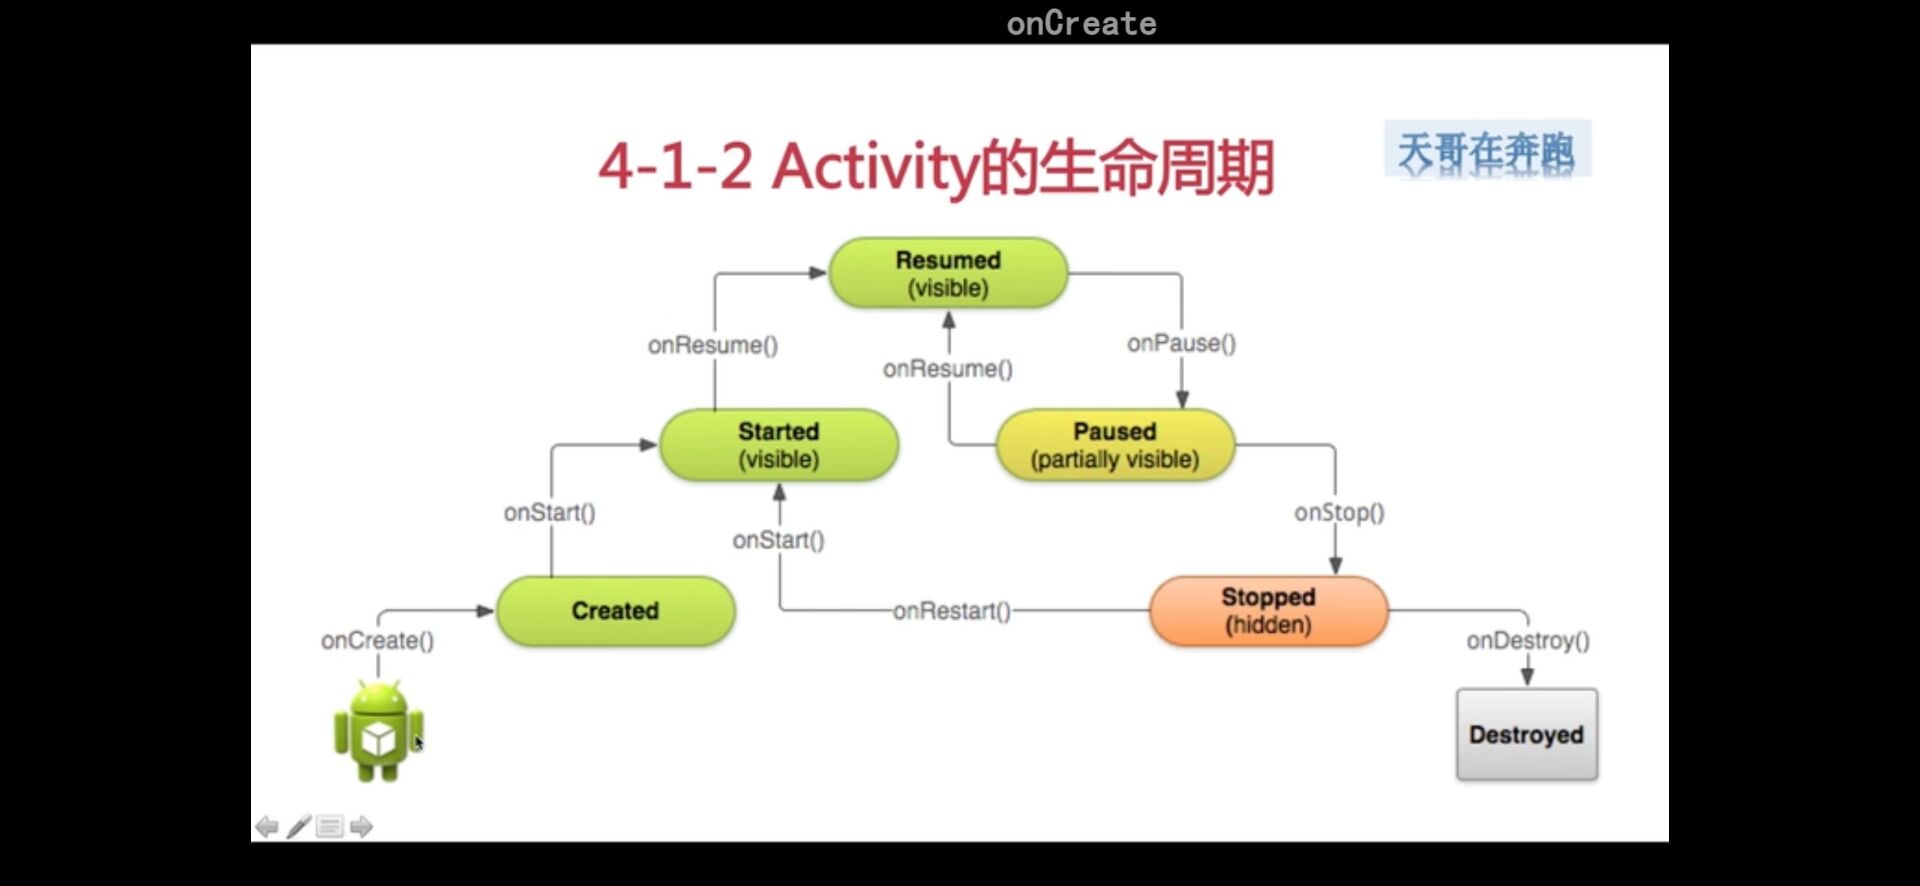 onCreate
4-1-2 Activity的生命周期
天哥在奔跑
Resumed
(visible)
onResume()
onResume()
onPause()
Started
(visible)
Paused
(partially visible)
onStart()
onStart()
onStop()
Created
onRestart()
Stopped
(hidden)
onCreate()
onDestroy()
Destroyed